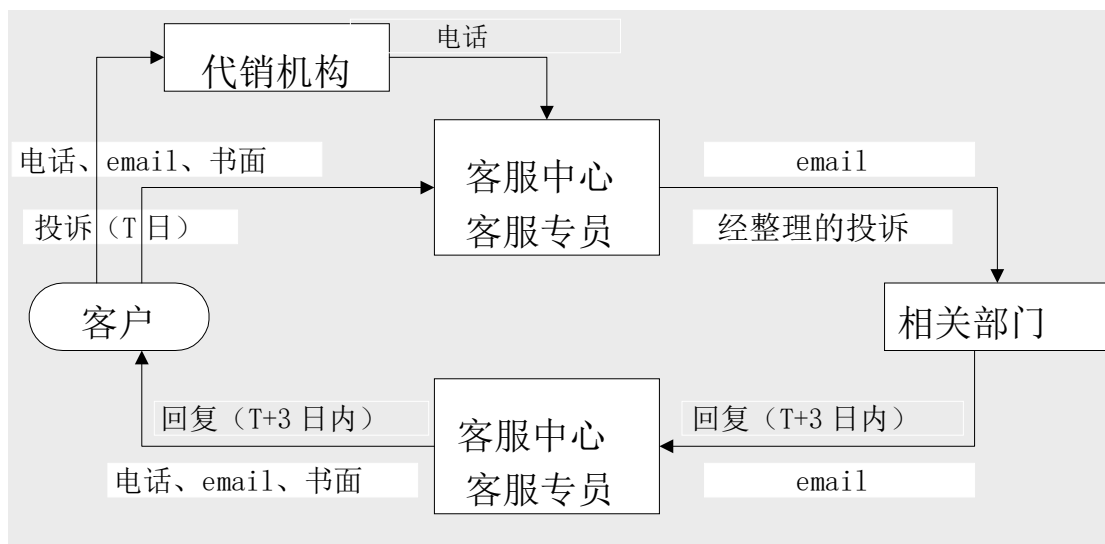 电话
代销机构
电话、email、书面
客服中心
客服专员
email
投诉（T 日）
经整理的投诉
客户
相关部门
回复（T+3 日内）
客服中心
客服专员
回复（T+3 日内）
电话、email、书面
email